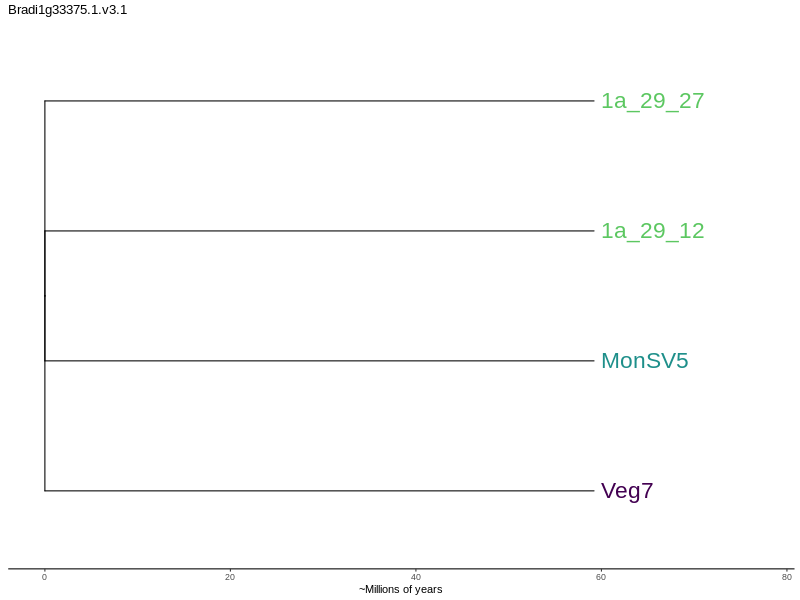 Bradi1g33375.1.v3.1
1a_29_27
1a_29_12
MonSV5
Veg7
0 20 40 60 80
~Millions of years